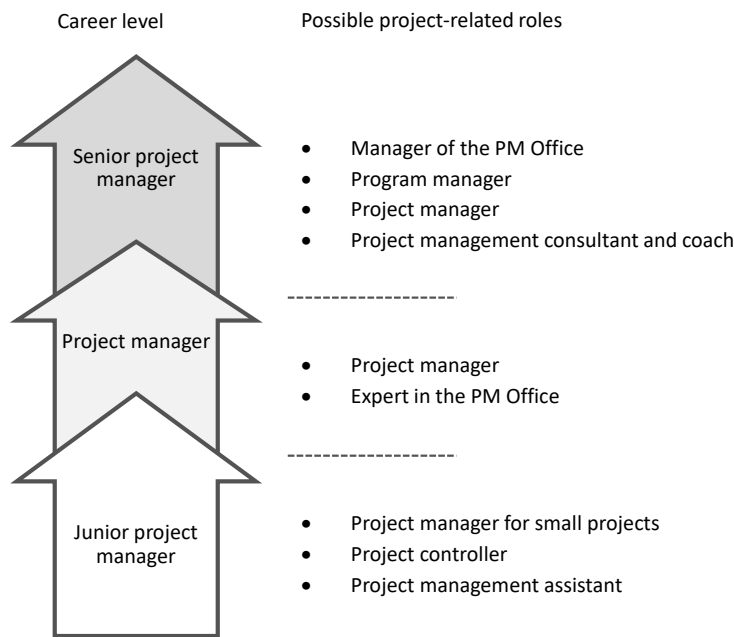 Career level
Possible project-related roles
Senior project
manager
• Manager of the PM Office
• Program manager
• Project manager
• Project management consultant and coach
Project manager
• Project manager
• Expert in the PM Office
Junior project
manager
• Project manager for small projects
• Project controller
• Project management assistant